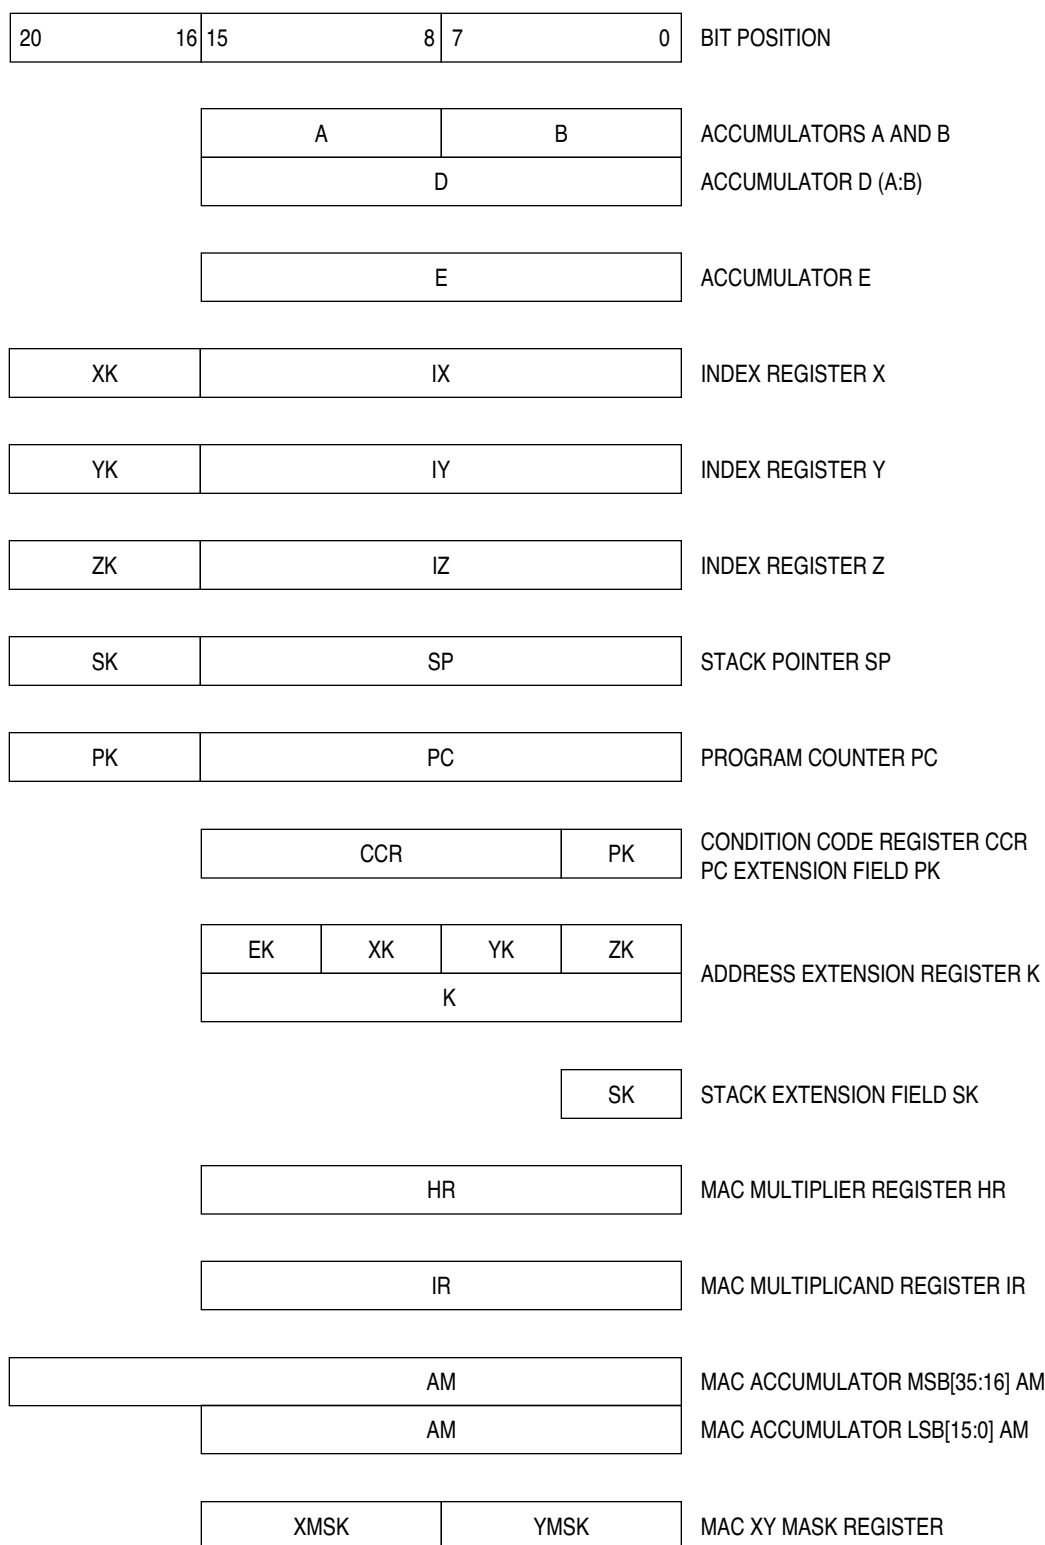 20 16 15 8 7 0 BIT POSITION
A B ACCUMULATORS A AND B
D ACCUMULATOR D (A:B)
E ACCUMULATOR E
XK IX INDEX REGISTER X
YK IY INDEX REGISTER Y
ZK IZ INDEX REGISTER Z
SK SP STACK POINTER SP
PK PC PROGRAM COUNTER PC
CCR PK CONDITION CODE REGISTER CCR
PC EXTENSION FIELD PK
EK XK YK ZK
ADDRESS EXTENSION REGISTER K
K
SK STACK EXTENSION FIELD SK
HR MAC MULTIPLIER REGISTER HR
IR MAC MULTIPLICAND REGISTER IR
AM MAC ACCUMULATOR MSB[35:16] AM
AM MAC ACCUMULATOR LSB[15:0] AM
XMSK YMSK MAC XY MASK REGISTER